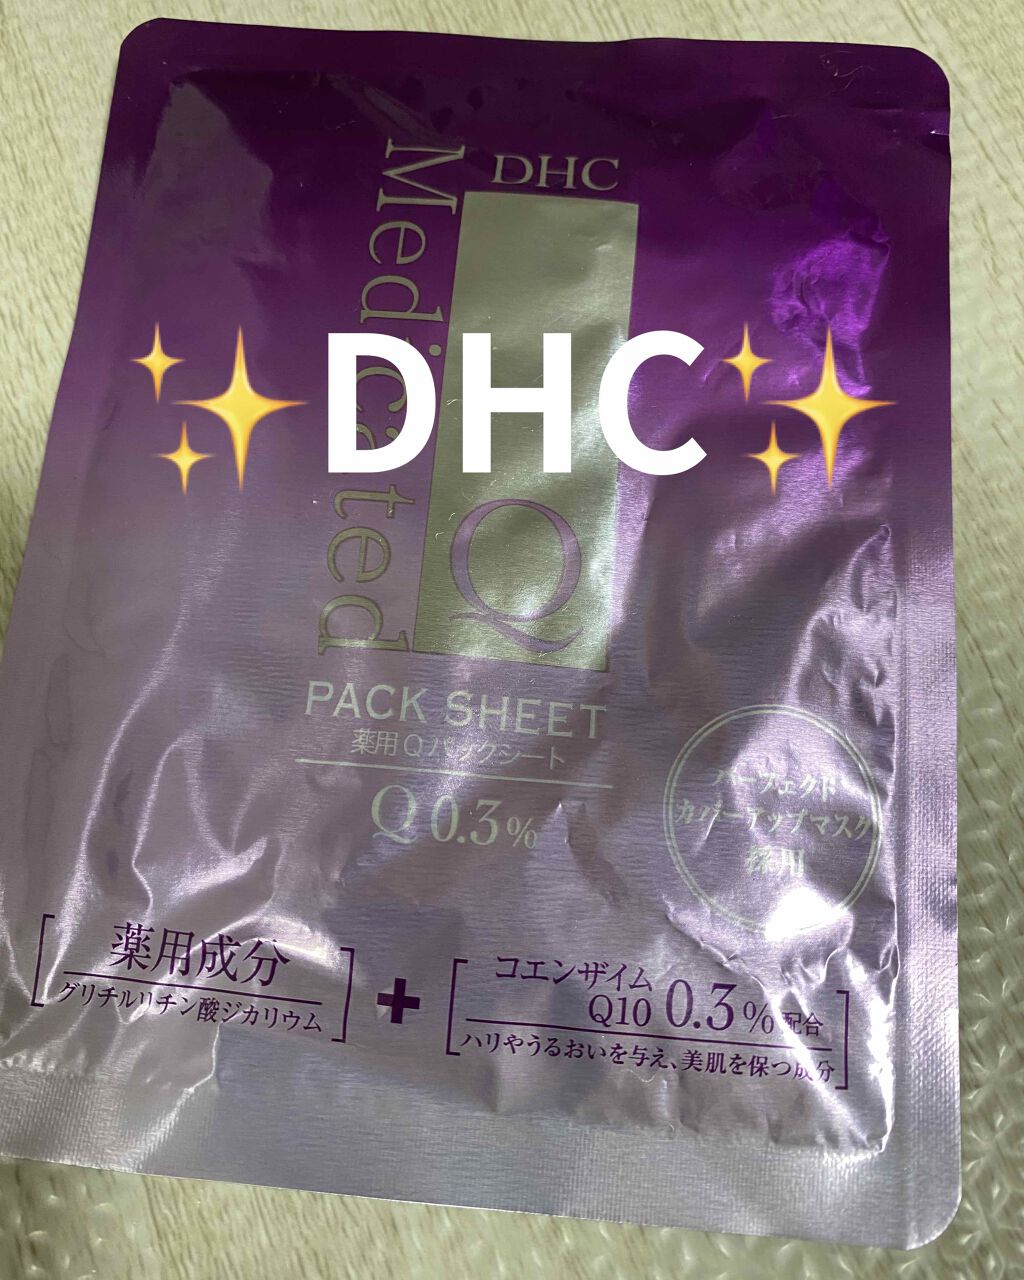 DHC
Medicated
✨DHC✨
Q
PACK SHEET
薬用Qパックシート
Q 0.3%
パーフェクト
カバーアップマスク
採用
薬用成分
グリチルリチン酸ジカリウム
+
コエンザイム
Q10 0.3%配合
ハリやうるおいを与え、美肌を保つ成分